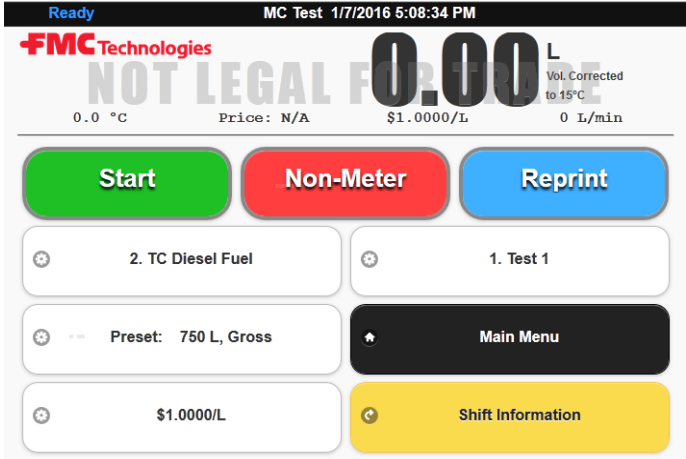 Ready MC Test 1/7/2016 5:08:34 PM
FMC Technologies
0.00 L
Vol. Corrected
to 15°C
NOT LEGAL FOR TRADE
0.0 °C Price: N/A $1.0000/L 0 L/min
Start Non-Meter Reprint
2. TC Diesel Fuel 1. Test 1
Preset: 750 L, Gross Main Menu
$1.0000/L Shift Information